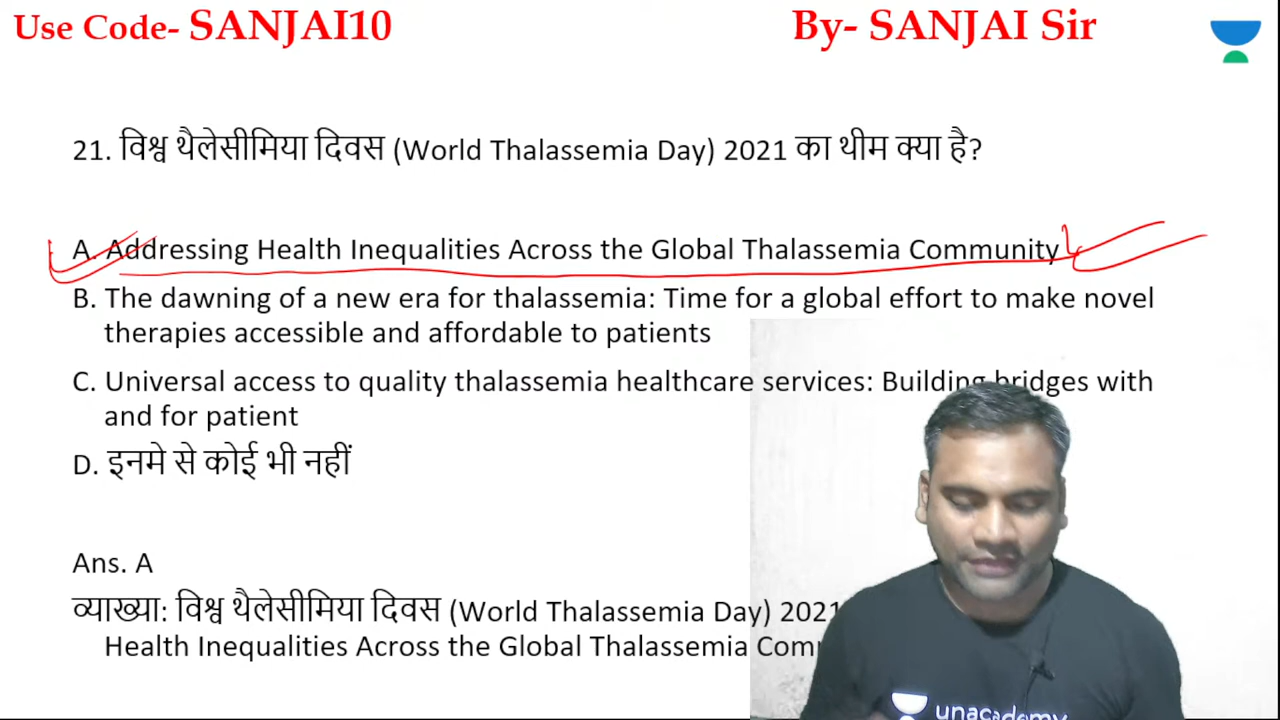 Use Code- SANJAI10
By- SANJAI Sir
21. विश्व थैलेसीमिया दिवस (World Thalassemia Day) 2021 का थीम क्या है?
A. Addressing Health Inequalities Across the Global Thalassemia Community
B. The dawning of a new era for thalassemia: Time for a global effort to make novel
therapies accessible and affordable to patients
C. Universal access to quality thalassemia healthcare services: Building bridges with
and for patient
D. इनमे से कोई भी नहीं
Ans. A
व्याख्या: विश्व थैलेसीमिया दिवस (World Thalassemia Day) 2021
Health Inequalities Across the Global Thalassemia
unacademy